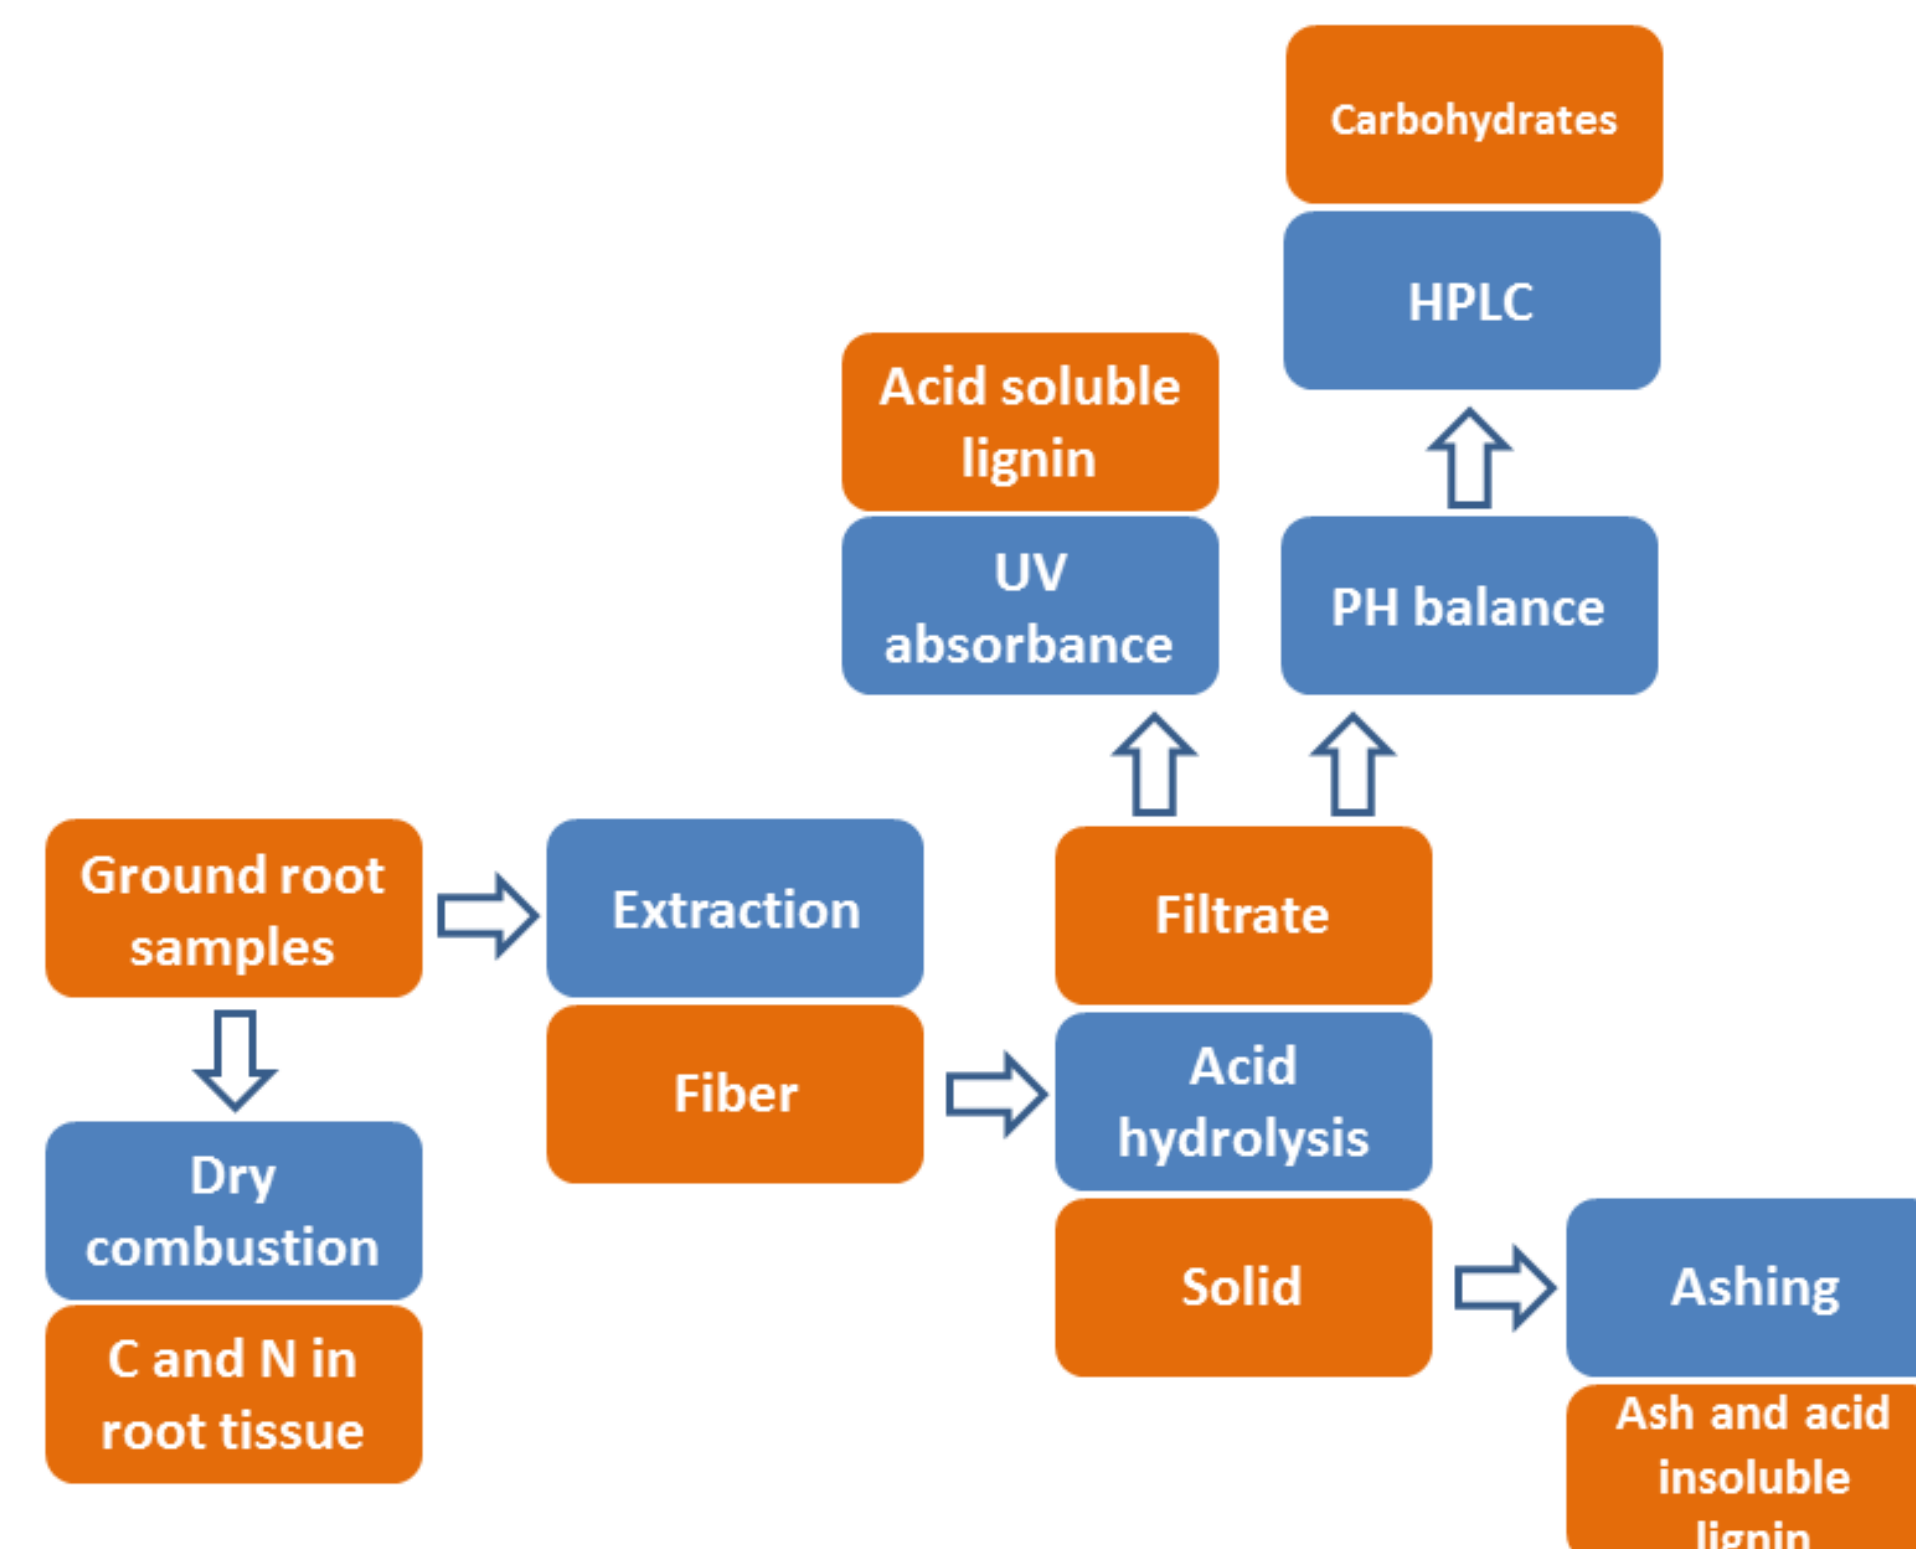 Carbohydrates
HPLC
Acid soluble
lignin
UV
absorbance
PH balance
Ground root
samples
Extraction
Filtrate
Fiber
Acid
hydrolysis
Dry
combustion
Solid
Ashing
C and N in
root tissue
Ash and acid
insoluble
lignin